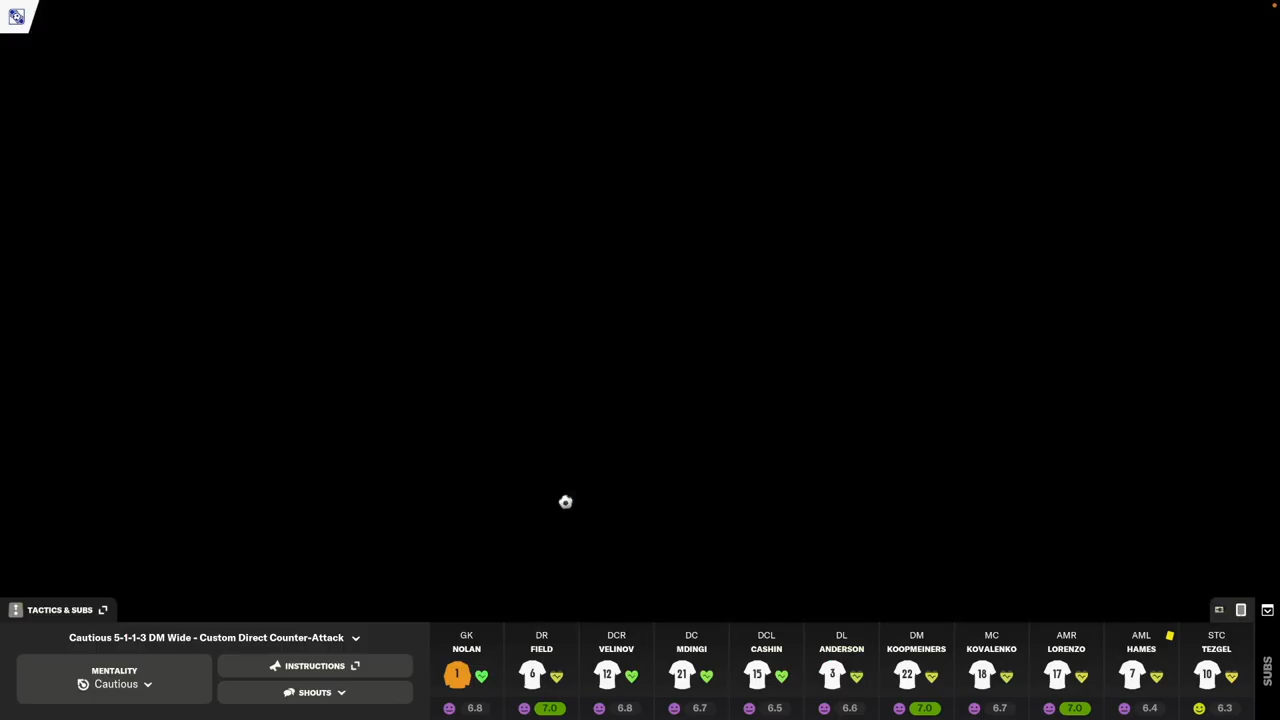 TACTICS & SUBS
Cautious 5-1-1-3 DM Wide - Custom Direct Counter-Attack
MENTALITY
Cautious
INSTRUCTIONS
SHOUTS
GK DR DCR DC DCL DL DM MC AMR AML STC
NOLAN FIELD VELINOV MDINGI CASHIN ANDERSON KOOPMEINERS KOVALENKO LORENZO HAMES TEZGEL
1 6 12 21 15 3 22 18 17 7 10
6.8 7.0 6.8 6.7 6.5 6.6 7.0 6.7 7.0 6.4 6.3
SUBS